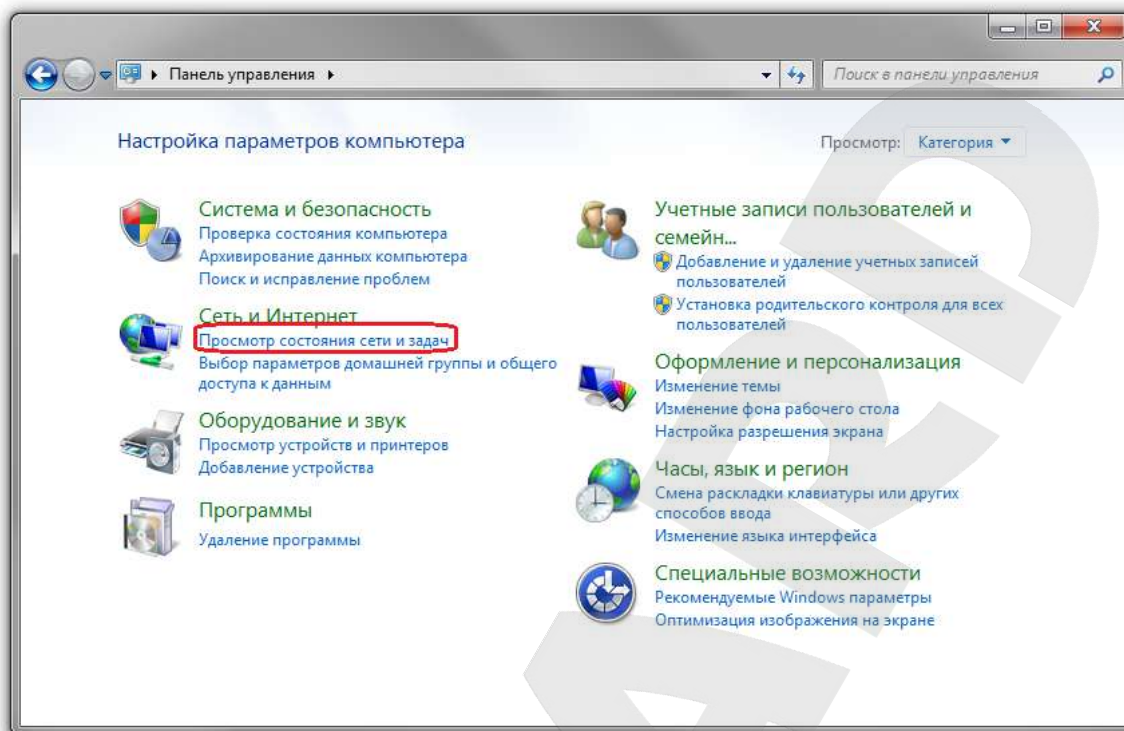 Панель управления
Поиск в панели управления
Настройка параметров компьютера
Просмотр: Категория
Система и безопасность
Проверка состояния компьютера
Архивирование данных компьютера
Поиск и исправление проблем
Сеть и Интернет
Просмотр состояния сети и задач
Выбор параметров домашней группы и общего
доступа к данным
Оборудование и звук
Просмотр устройств и принтеров
Добавление устройства
Программы
Удаление программы
Учетные записи пользователей и
семейн...
Добавление и удаление учетных записей
пользователей
Установка родительского контроля для всех
пользователей
Оформление и персонализация
Изменение темы
Изменение фона рабочего стола
Настройка разрешения экрана
Часы, язык и регион
Смена раскладки клавиатуры или других
способов ввода
Изменение языка интерфейса
Специальные возможности
Рекомендуемые Windows параметры
Оптимизация изображения на экране